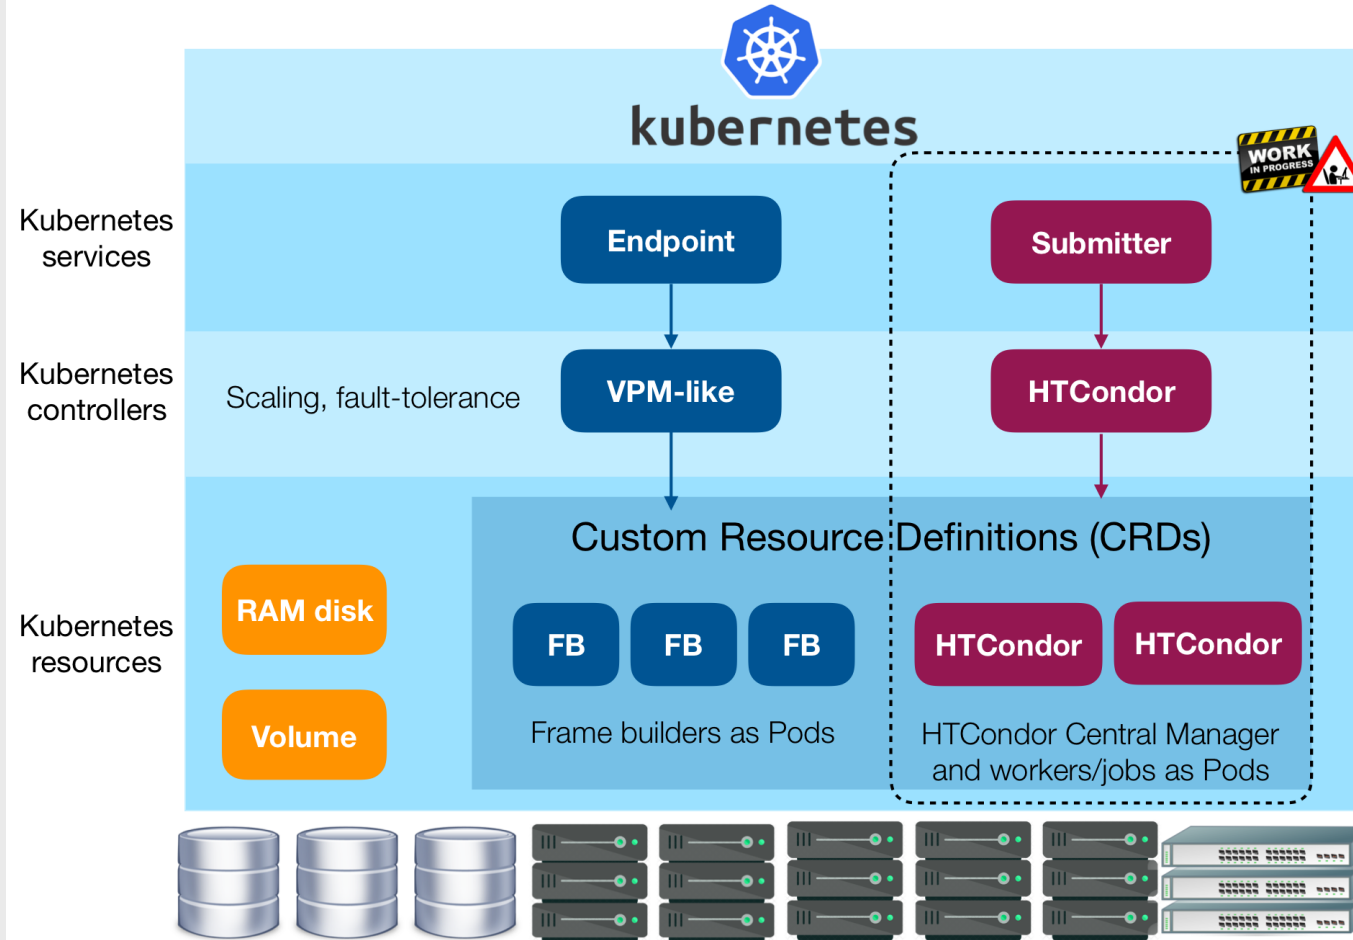 kubernetes
WORK
IN PROGRESS
Kubernetes
services
Endpoint
Submitter
Kubernetes
controllers
Scaling, fault-tolerance
VPM-like
HTCondor
Custom Resource Definitions (CRDs)
Kubernetes
resources
RAM disk
Volume
FB
FB
FB
HTCondor
HTCondor
Frame builders as Pods
HTCondor Central Manager
and workers/jobs as Pods